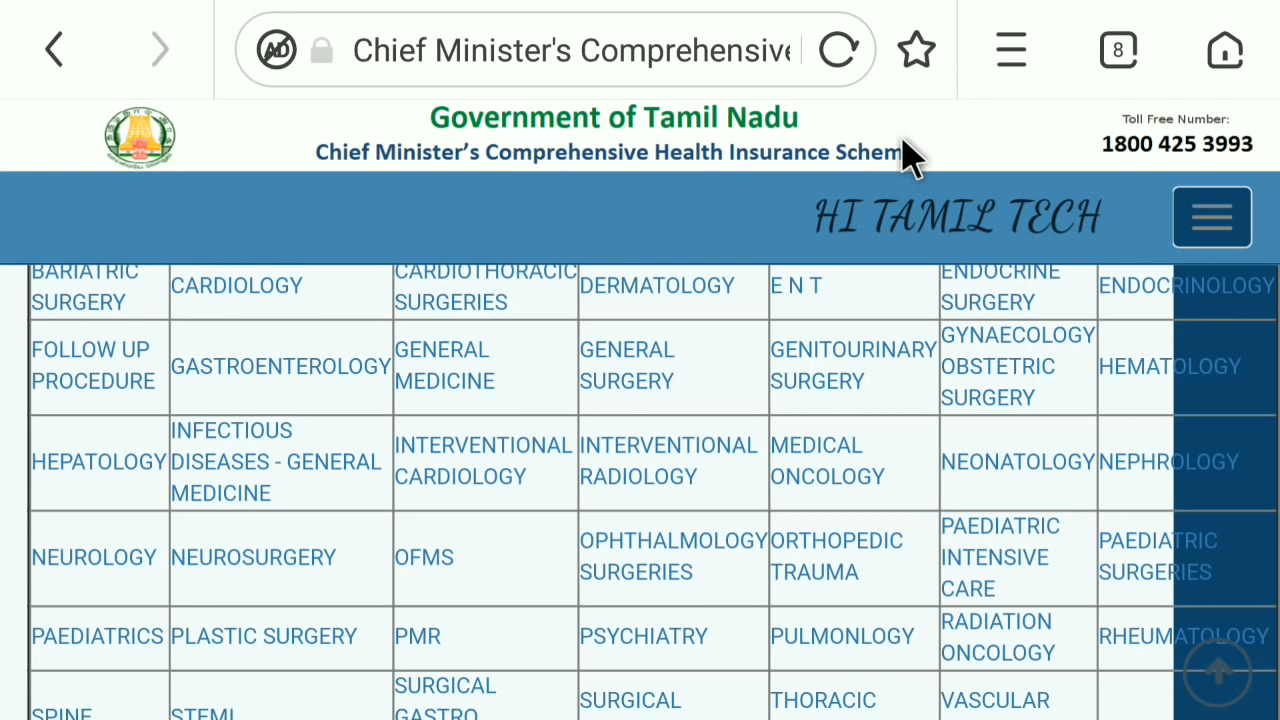 AD Chief Minister's Comprehensive 8
Government of Tamil Nadu
Chief Minister's Comprehensive Health Insurance Schem
Toll Free Number:
1800 425 3993
HI TAMIL TECH
BARIATRIC
SURGERY
CARDIOLOGY
CARDIOTHORACIC
SURGERIES
DERMATOLOGY
E N T
ENDOCRINE
SURGERY
ENDOCRINOLOGY
FOLLOW UP
PROCEDURE
GASTROENTEROLOGY
GENERAL
MEDICINE
GENERAL
SURGERY
GENITOURINARY
SURGERY
GYNAECOLOGY
OBSTETRIC
SURGERY
HEMATOLOGY
HEPATOLOGY
INFECTIOUS
DISEASES - GENERAL
MEDICINE
INTERVENTIONAL
CARDIOLOGY
INTERVENTIONAL
RADIOLOGY
MEDICAL
ONCOLOGY
NEONATOLOGY
NEPHROLOGY
NEUROLOGY
NEUROSURGERY
OFMS
OPHTHALMOLOGY
SURGERIES
ORTHOPEDIC
TRAUMA
PAEDIATRIC
INTENSIVE
CARE
PAEDIATRIC
SURGERIES
PAEDIATRICS
PLASTIC SURGERY
PMR
PSYCHIATRY
PULMONLOGY
RADIATION
ONCOLOGY
RHEUMATOLOGY
SPINE
STEMI
SURGICAL
GASTRO
SURGICAL
THORACIC
VASCULAR